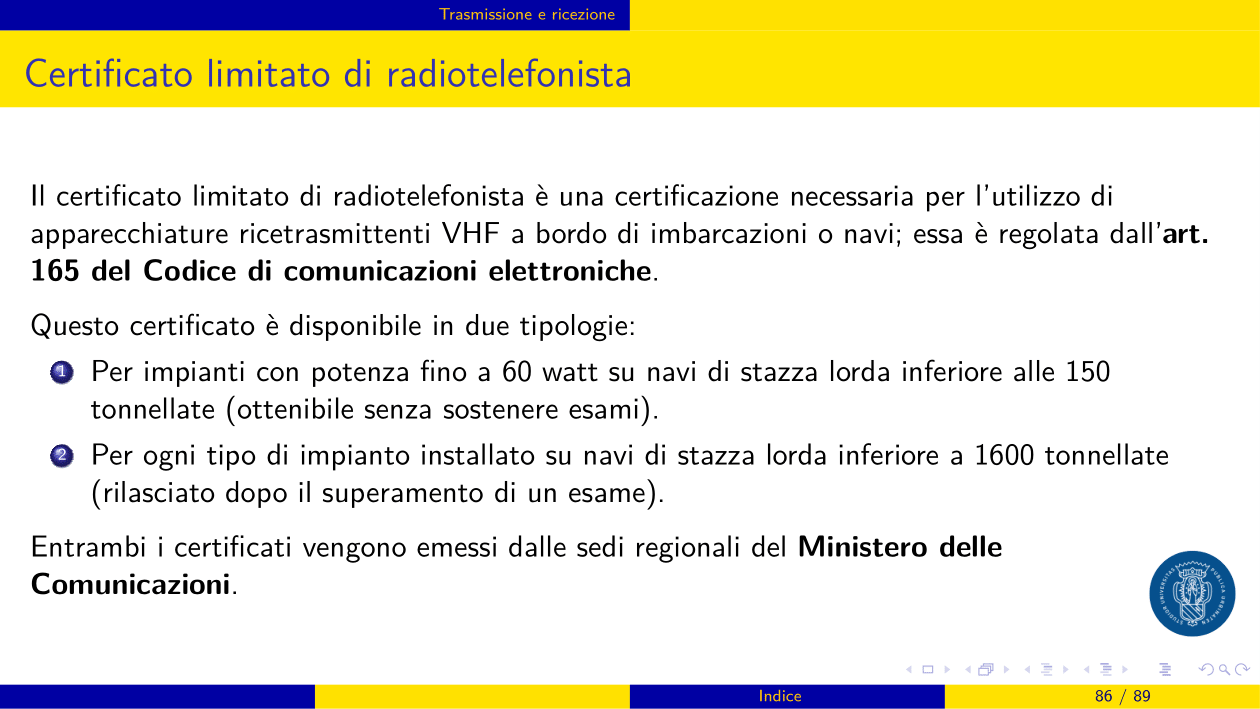 Trasmissione e ricezione
Certificato limitato di radiotelefonista
Il certificato limitato di radiotelefonista è una certificazione necessaria per l'utilizzo di
apparecchiature ricetrasmittenti VHF a bordo di imbarcazioni o navi; essa è regolata dall'art.
165 del Codice di comunicazioni elettroniche.
Questo certificato è disponibile in due tipologie:
1 Per impianti con potenza fino a 60 watt su navi di stazza lorda inferiore alle 150
tonnellate (ottenibile senza sostenere esami).
2 Per ogni tipo di impianto installato su navi di stazza lorda inferiore a 1600 tonnellate
(rilasciato dopo il superamento di un esame).
Entrambi i certificati vengono emessi dalle sedi regionali del Ministero delle
Comunicazioni.
Indice
86 / 89